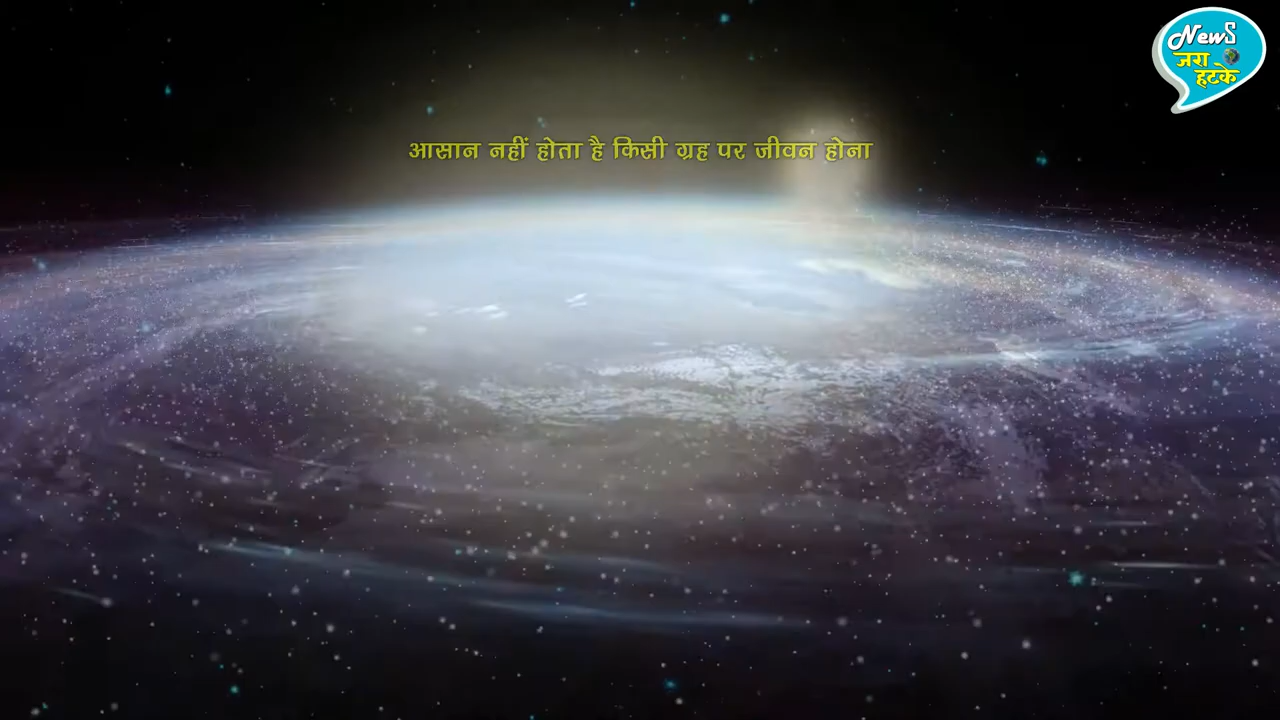 News
जरा
हटके
आसान नहीं होता है किसी ग्रह पर जीवन होना